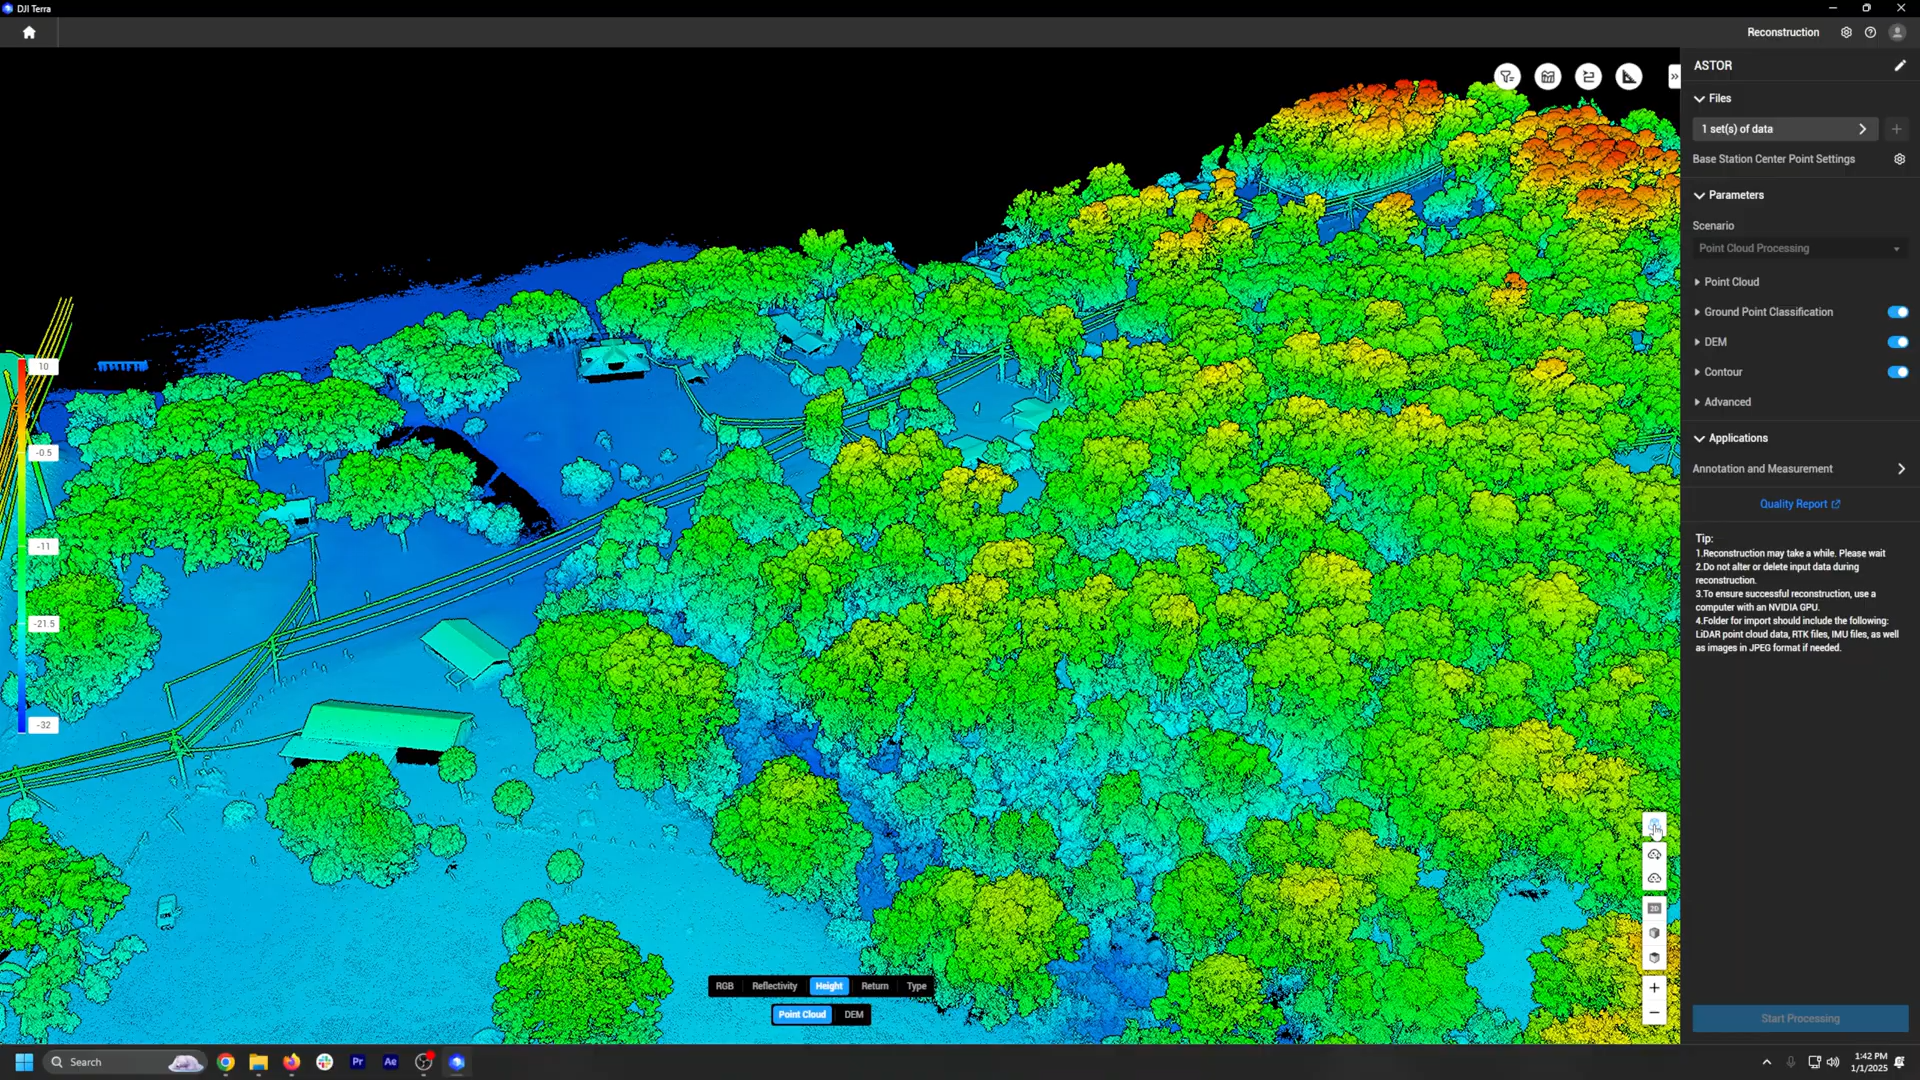 DJI Terra
Reconstruction
ASTOR
Files
1 set(s) of data
Base Station Center Point Settings
Parameters
Scenario
Point Cloud Processing
Point Cloud
Ground Point Classification
DEM
Contour
Advanced
Applications
Annotation and Measurement
Quality Report
Tip:
1.Reconstruction may take a while. Please wait
2.Do not alter or delete input data during
reconstruction.
3.To ensure successful reconstruction, use a
computer with an NVIDIA GPU.
4.Folder for import should include the following:
LiDAR point cloud data, RTK files, IMU files, as well
as images in JPEG format if needed.
Start Processing
10
-0.5
-11
-21.5
-32
2D
RGB Reflectivity Height Return Type
Point Cloud DEM
Search
Pr
Ae
1:42 PM
1/1/2025